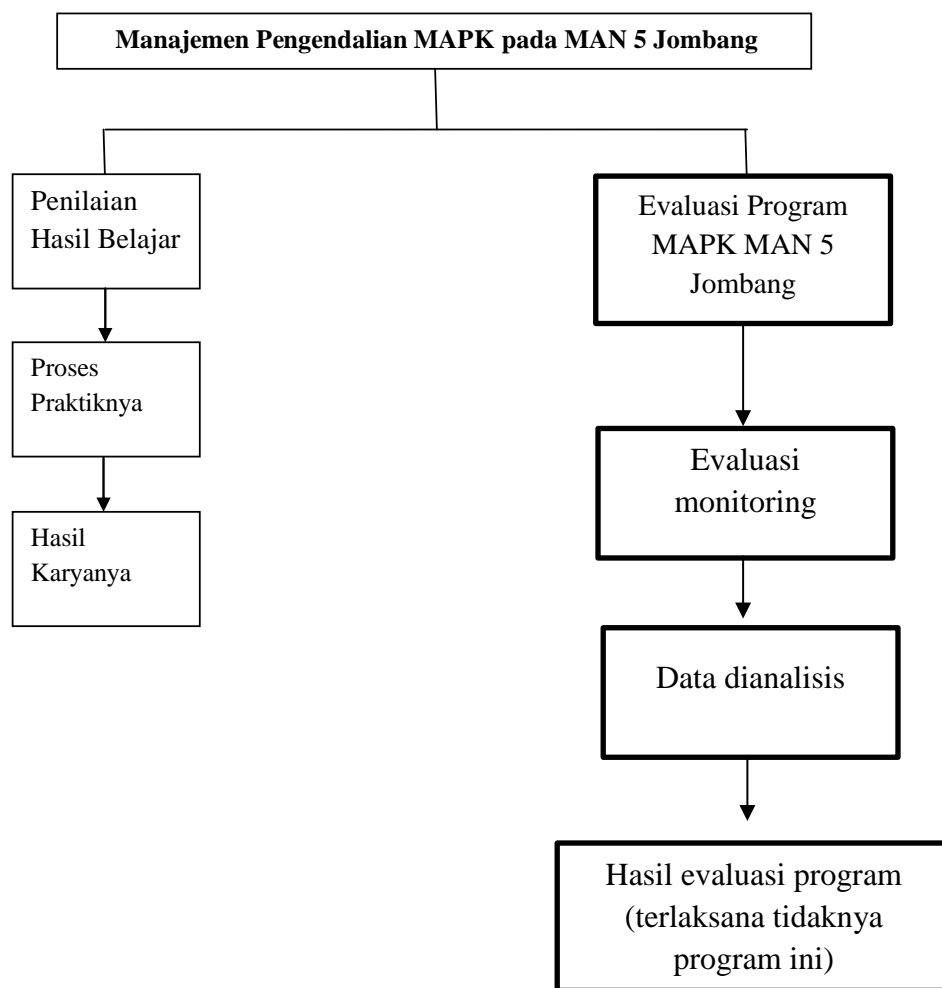 Manajemen Pengendalian MAPK pada MAN 5 Jombang
Penilaian
Hasil Belajar
Proses
Praktiknya
Hasil
Karyanya
Evaluasi Program
MAPK MAN 5
Jombang
Evaluasi
monitoring
Data dianalisis
Hasil evaluasi program
(terlaksana tidaknya
program ini)